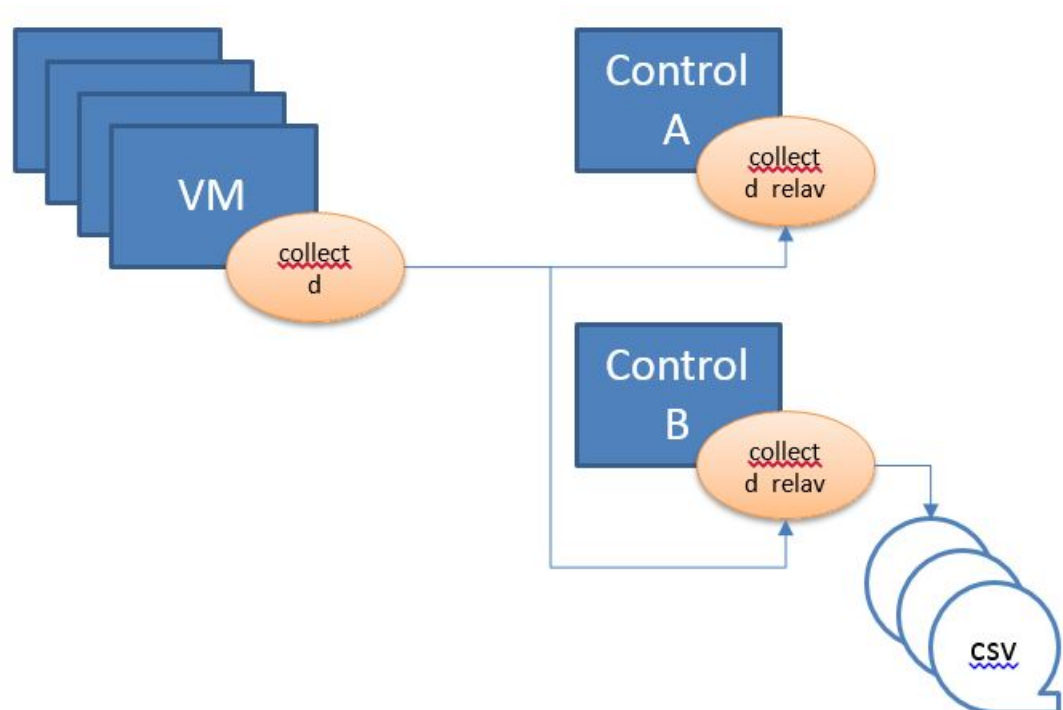 VM
collect
d
Control
A
collect
d relav
Control
B
collect
d relav
csv